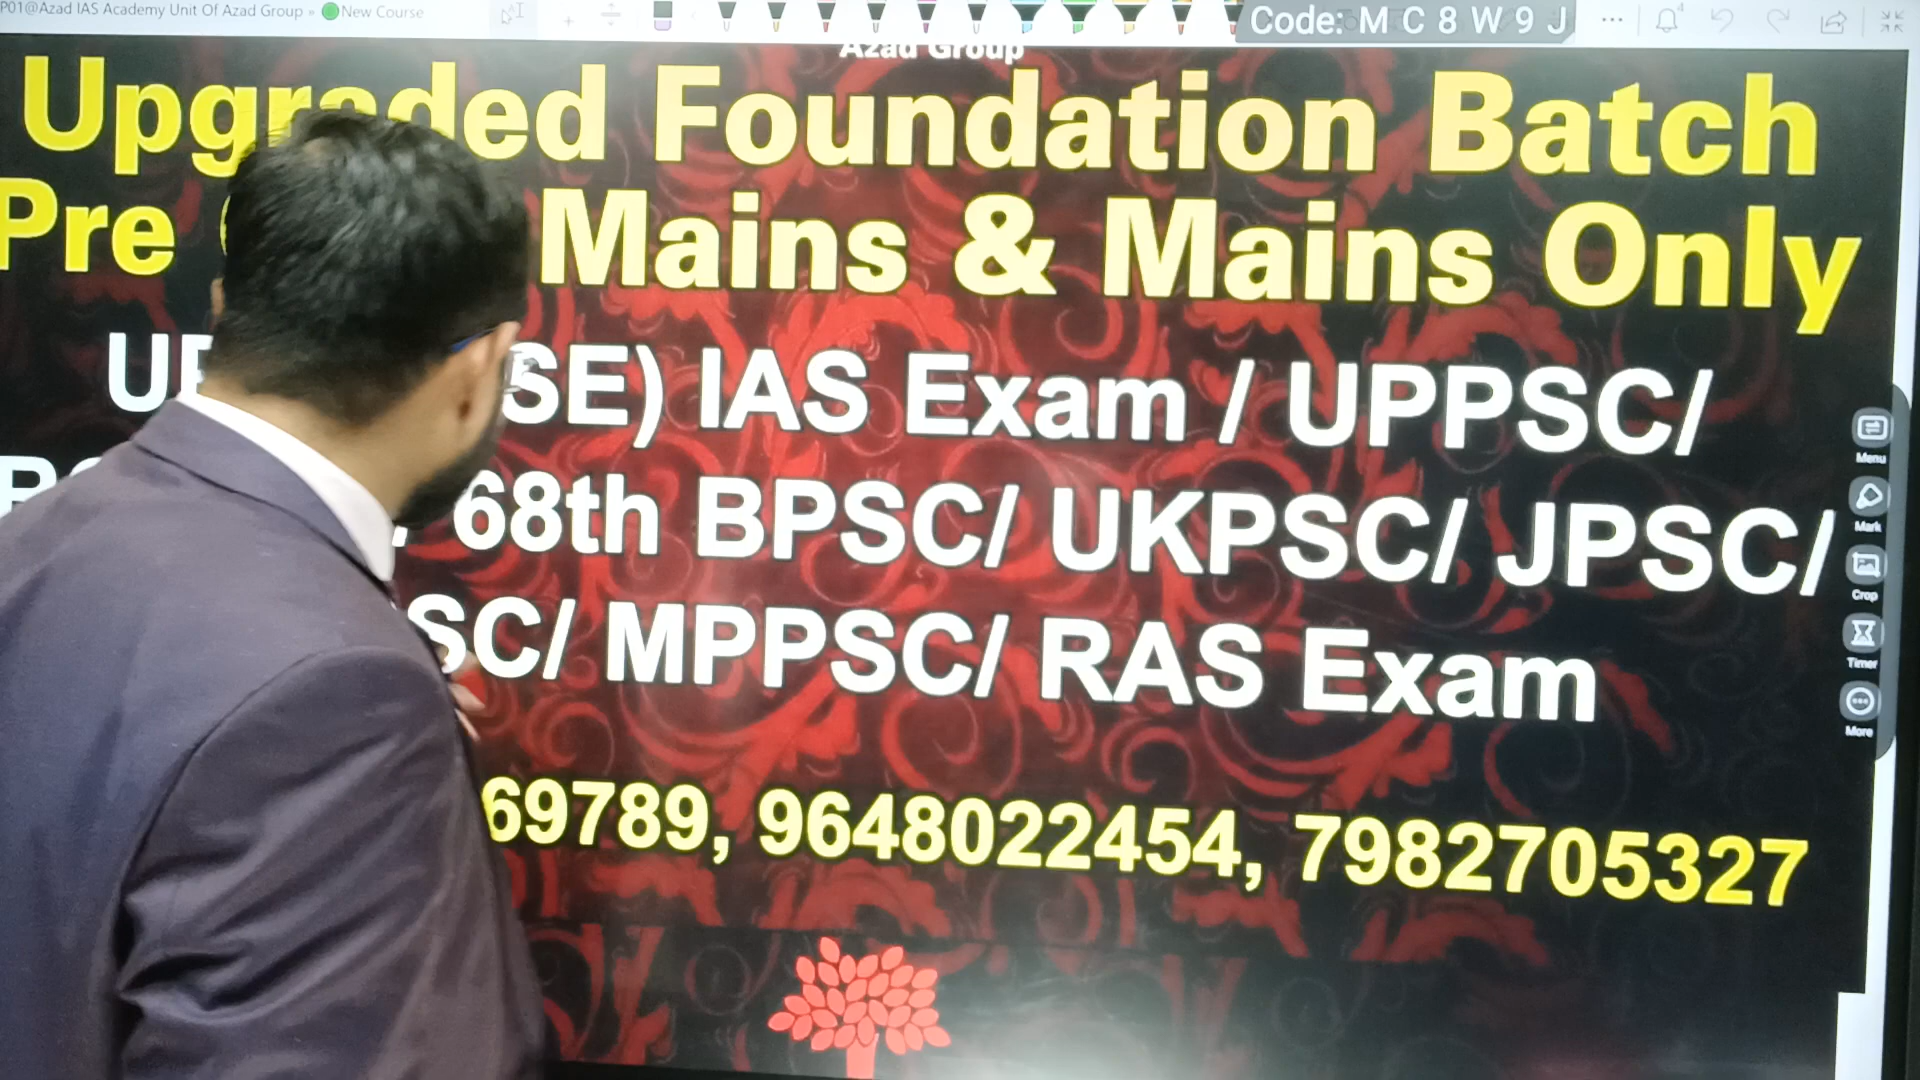 P01@Azad IAS Academy Unit Of Azad Group » New Course
Code: M C 8 W 9 J
Azad Group
Upgraded Foundation Batch
Pre Mains & Mains Only
SE) IAS Exam / UPPSC/
68th BPSC/ UKPSC/ JPSC/
SC/ MPPSC/ RAS Exam
69789, 9648022454, 7982705327
Menu
Mark
Crop
Timer
More